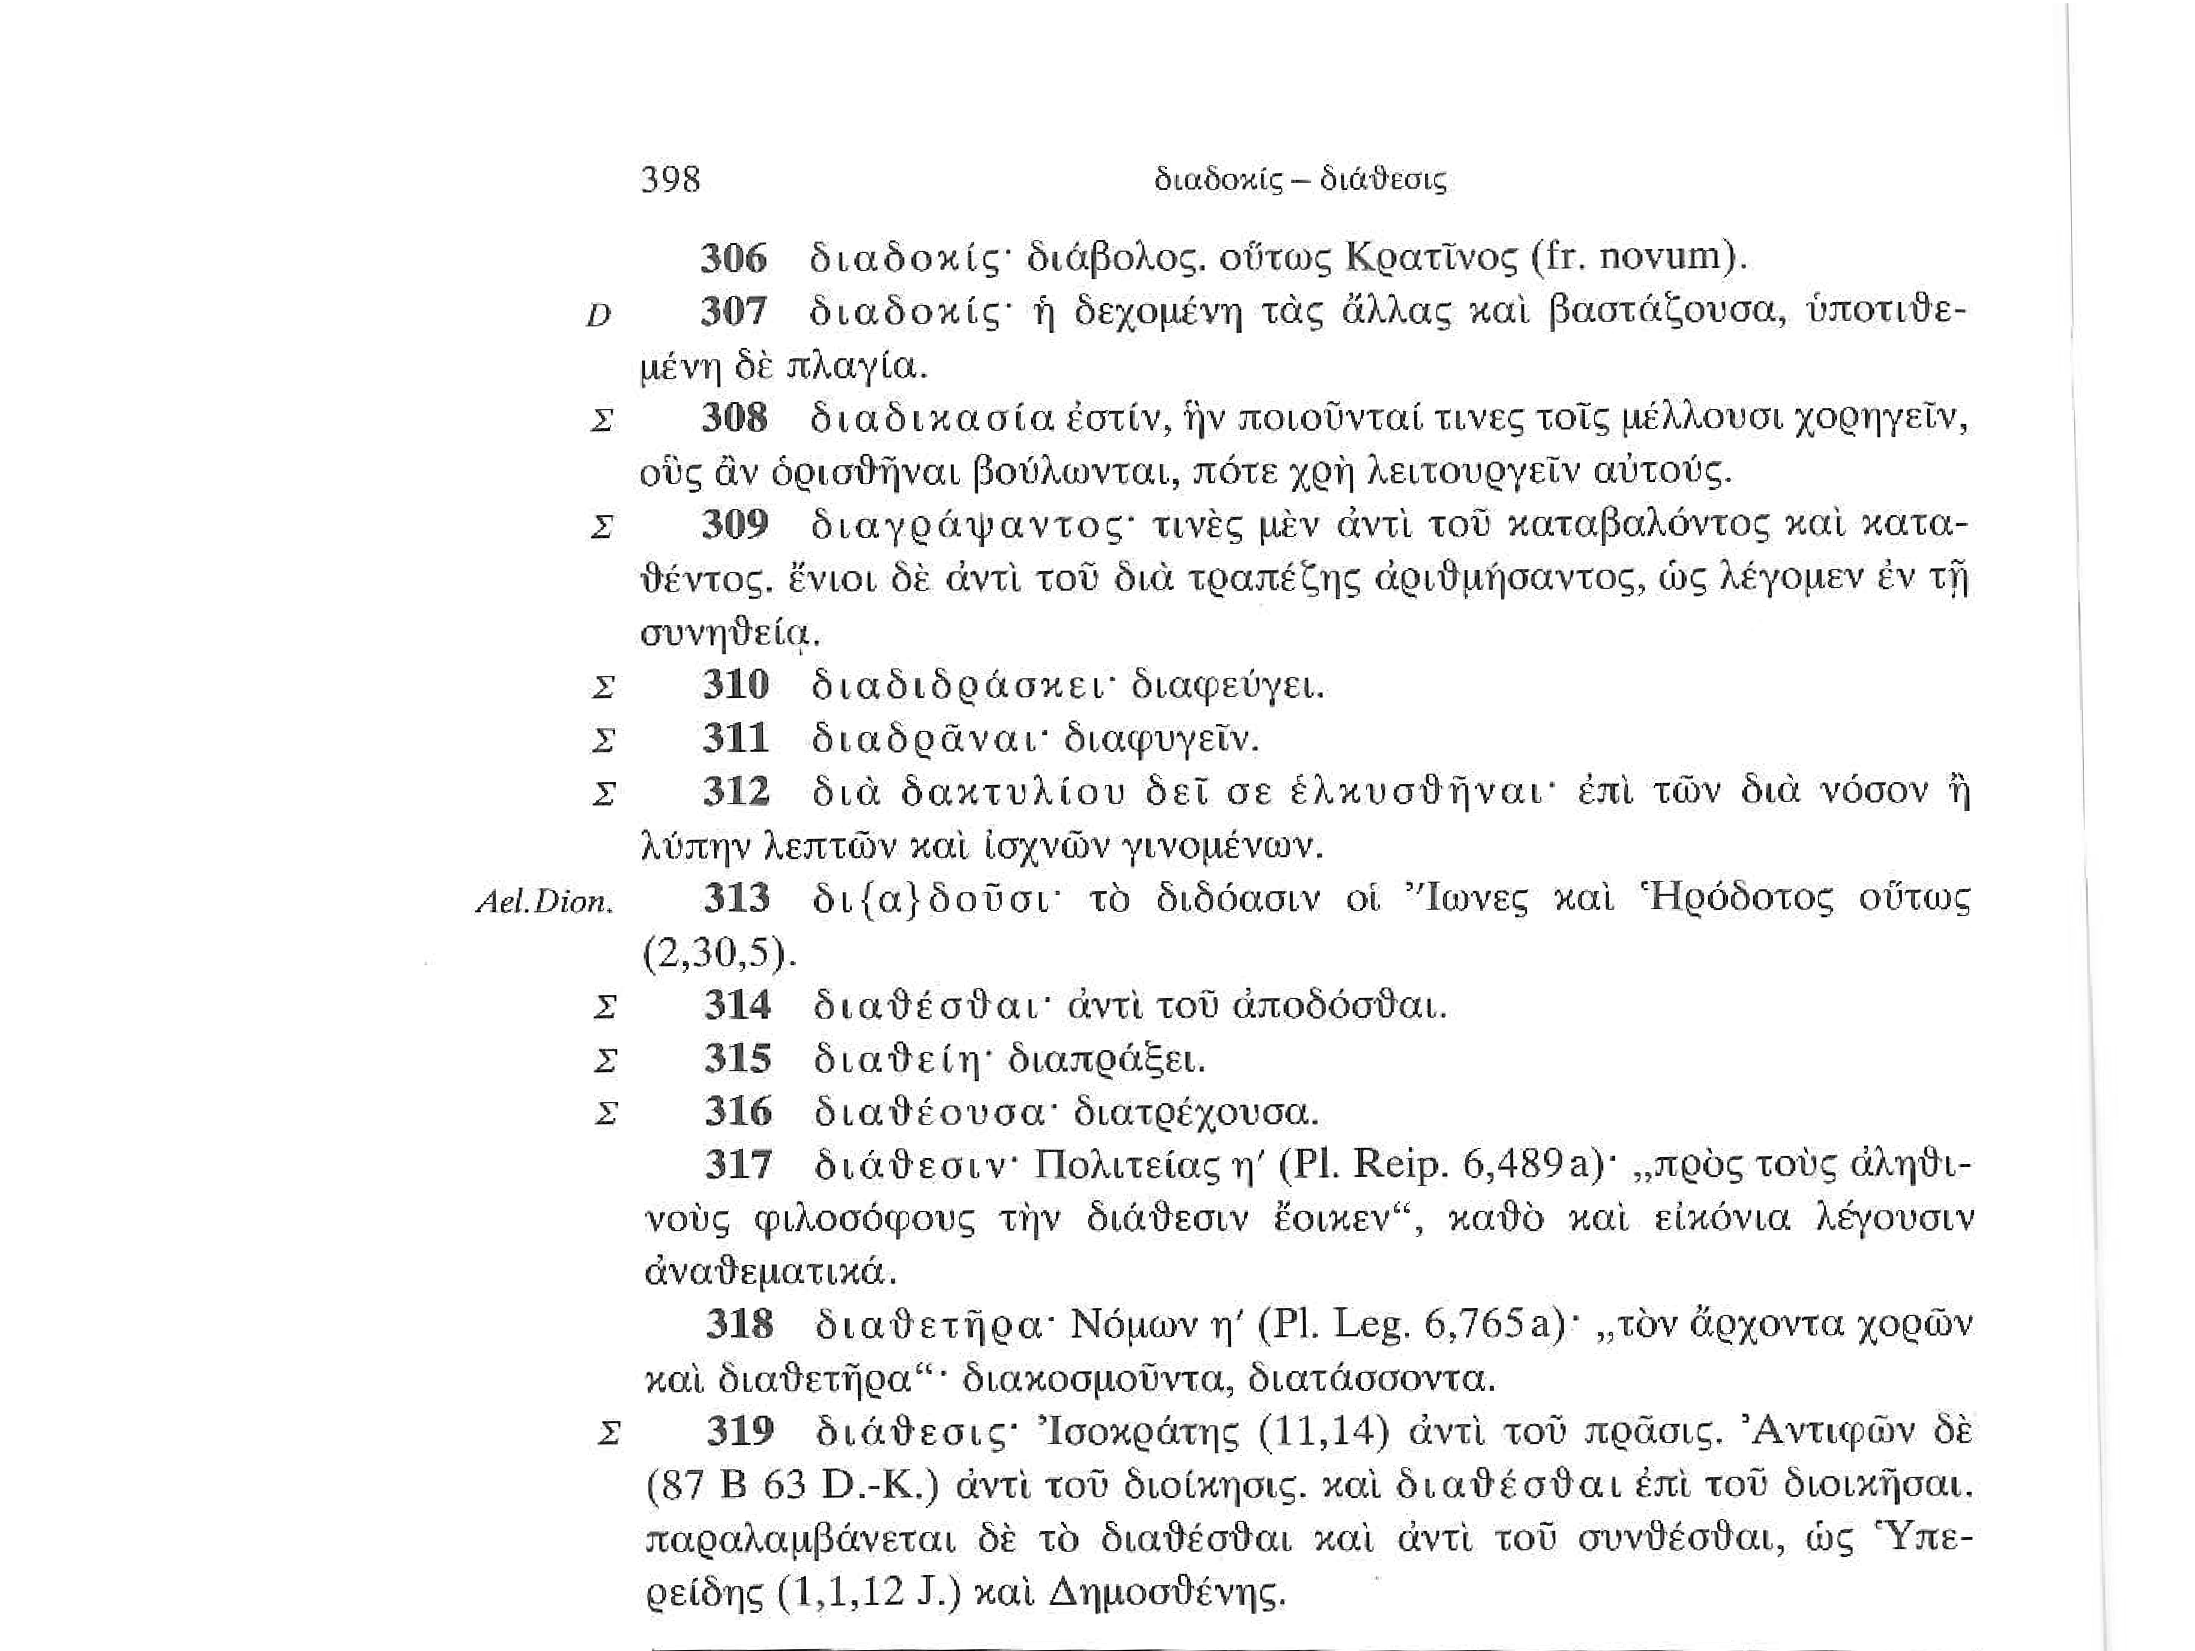 398 διαδοκίς – διάθεσις
306 διαδοκίς· διάβολος. οὕτως Κρατῖνος (fr. novum).
D 307 διαδοκίς· ἡ δεχομένη τὰς ἄλλας καὶ βαστάζουσα, ὑποτιθε-
μένη δὲ πλαγία.
Σ 308 διαδικασία ἐστίν, ἣν ποιοῦνταί τινες τοῖς μέλλουσι χορηγεῖν,
οὓς ἂν ὁρισθῆναι βούλωνται, πότε χρὴ λειτουργεῖν αὐτούς.
Σ 309 διαγράψαντος· τινὲς μὲν ἀντὶ τοῦ καταβαλόντος καὶ κατα-
θέντος. ἔνιοι δὲ ἀντὶ τοῦ διὰ τραπέζης ἀριθμήσαντος, ὡς λέγομεν ἐν τῇ
συνηθείᾳ.
Σ 310 διαδιδράσκει· διαφεύγει.
Σ 311 διαδρᾶναι· διαφυγεῖν.
Σ 312 διὰ δακτυλίου δεῖ σε ἑλκυσθῆναι· ἐπὶ τῶν διὰ νόσον ἢ
λύπην λεπτῶν καὶ ἰσχνῶν γινομένων.
Ael.Dion. 313 δι{α}δοῦσι· τὸ διδόασιν οἱ Ἴωνες καὶ Ἡρόδοτος οὕτως
(2,30,5).
Σ 314 διαθέσθαι· ἀντὶ τοῦ ἀποδόσθαι.
Σ 315 διαθείη· διαπράξει.
Σ 316 διαθέουσα· διατρέχουσα.
317 διάθεσιν· Πολιτείας η′ (Pl. Reip. 6,489a)· „πρὸς τοὺς ἀληθι-
νοὺς φιλοσόφους τὴν διάθεσιν ἔοικεν“, καθὸ καὶ εἰκόνια λέγουσιν
ἀναθεματικά.
318 διαθετῆρα· Νόμων η′ (Pl. Leg. 6,765a)· „τὸν ἄρχοντα χορῶν
καὶ διαθετῆρα“· διακοσμοῦντα, διατάσσοντα.
Σ 319 διάθεσις· Ἰσοκράτης (11,14) ἀντὶ τοῦ πρᾶσις. Ἀντιφῶν δὲ
(87 B 63 D.-K.) ἀντὶ τοῦ διοίκησις. καὶ διαθέσθαι ἐπὶ τοῦ διοικῆσαι.
παραλαμβάνεται δὲ τὸ διαθέσθαι καὶ ἀντὶ τοῦ συνθέσθαι, ὡς Ὑπε-
ρείδης (1,1,12 J.) καὶ Δημοσθένης.